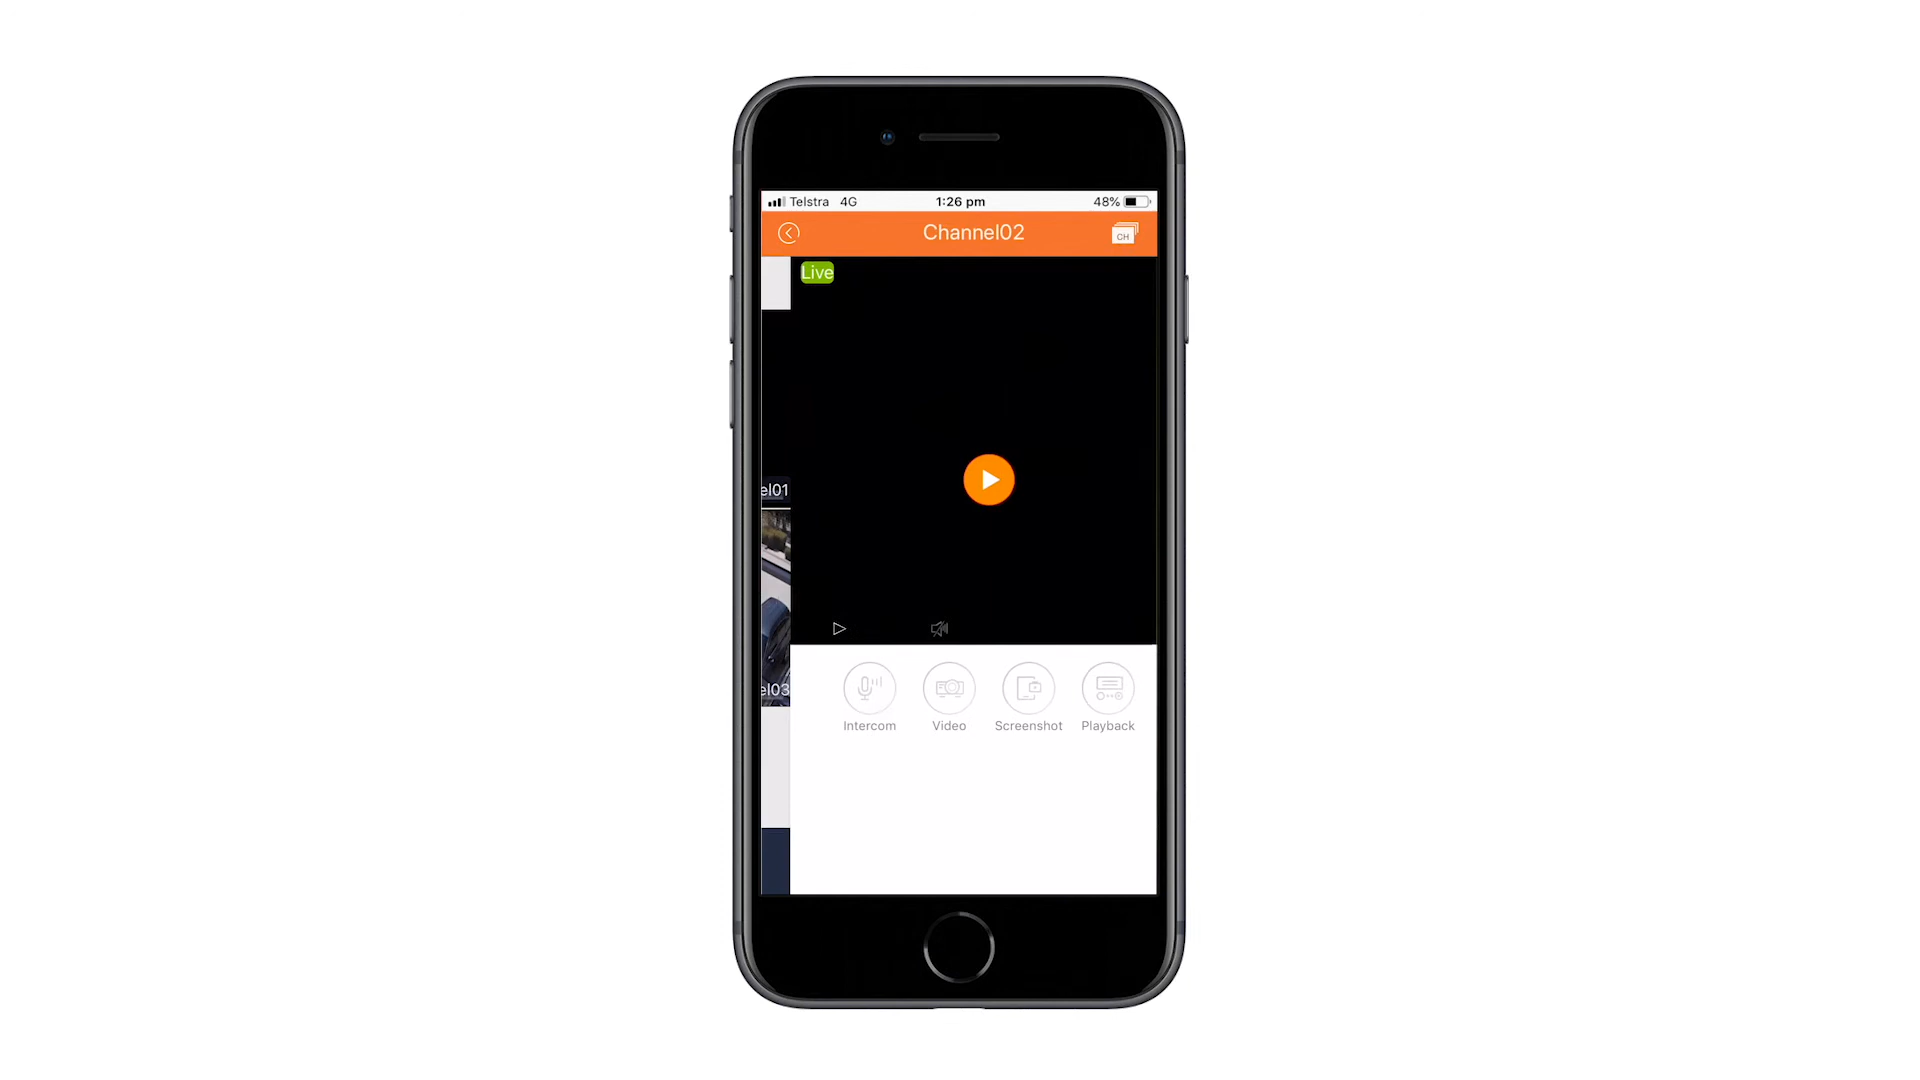 Telstra 4G 1:26 pm 48%
Channel02
CH
Live
el01
el03
Intercom Video Screenshot Playback